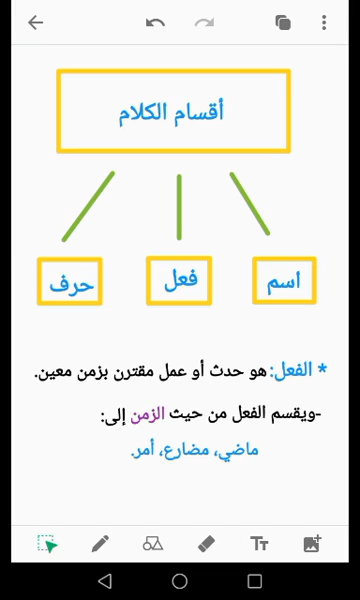 أقسام الكلام
اسم
فعل
حرف
* الفعل: هو حدث أو عمل مقترن بزمن معين.
-ويقسم الفعل من حيث الزمن إلى:
ماضي، مضارع، أمر.
Tт